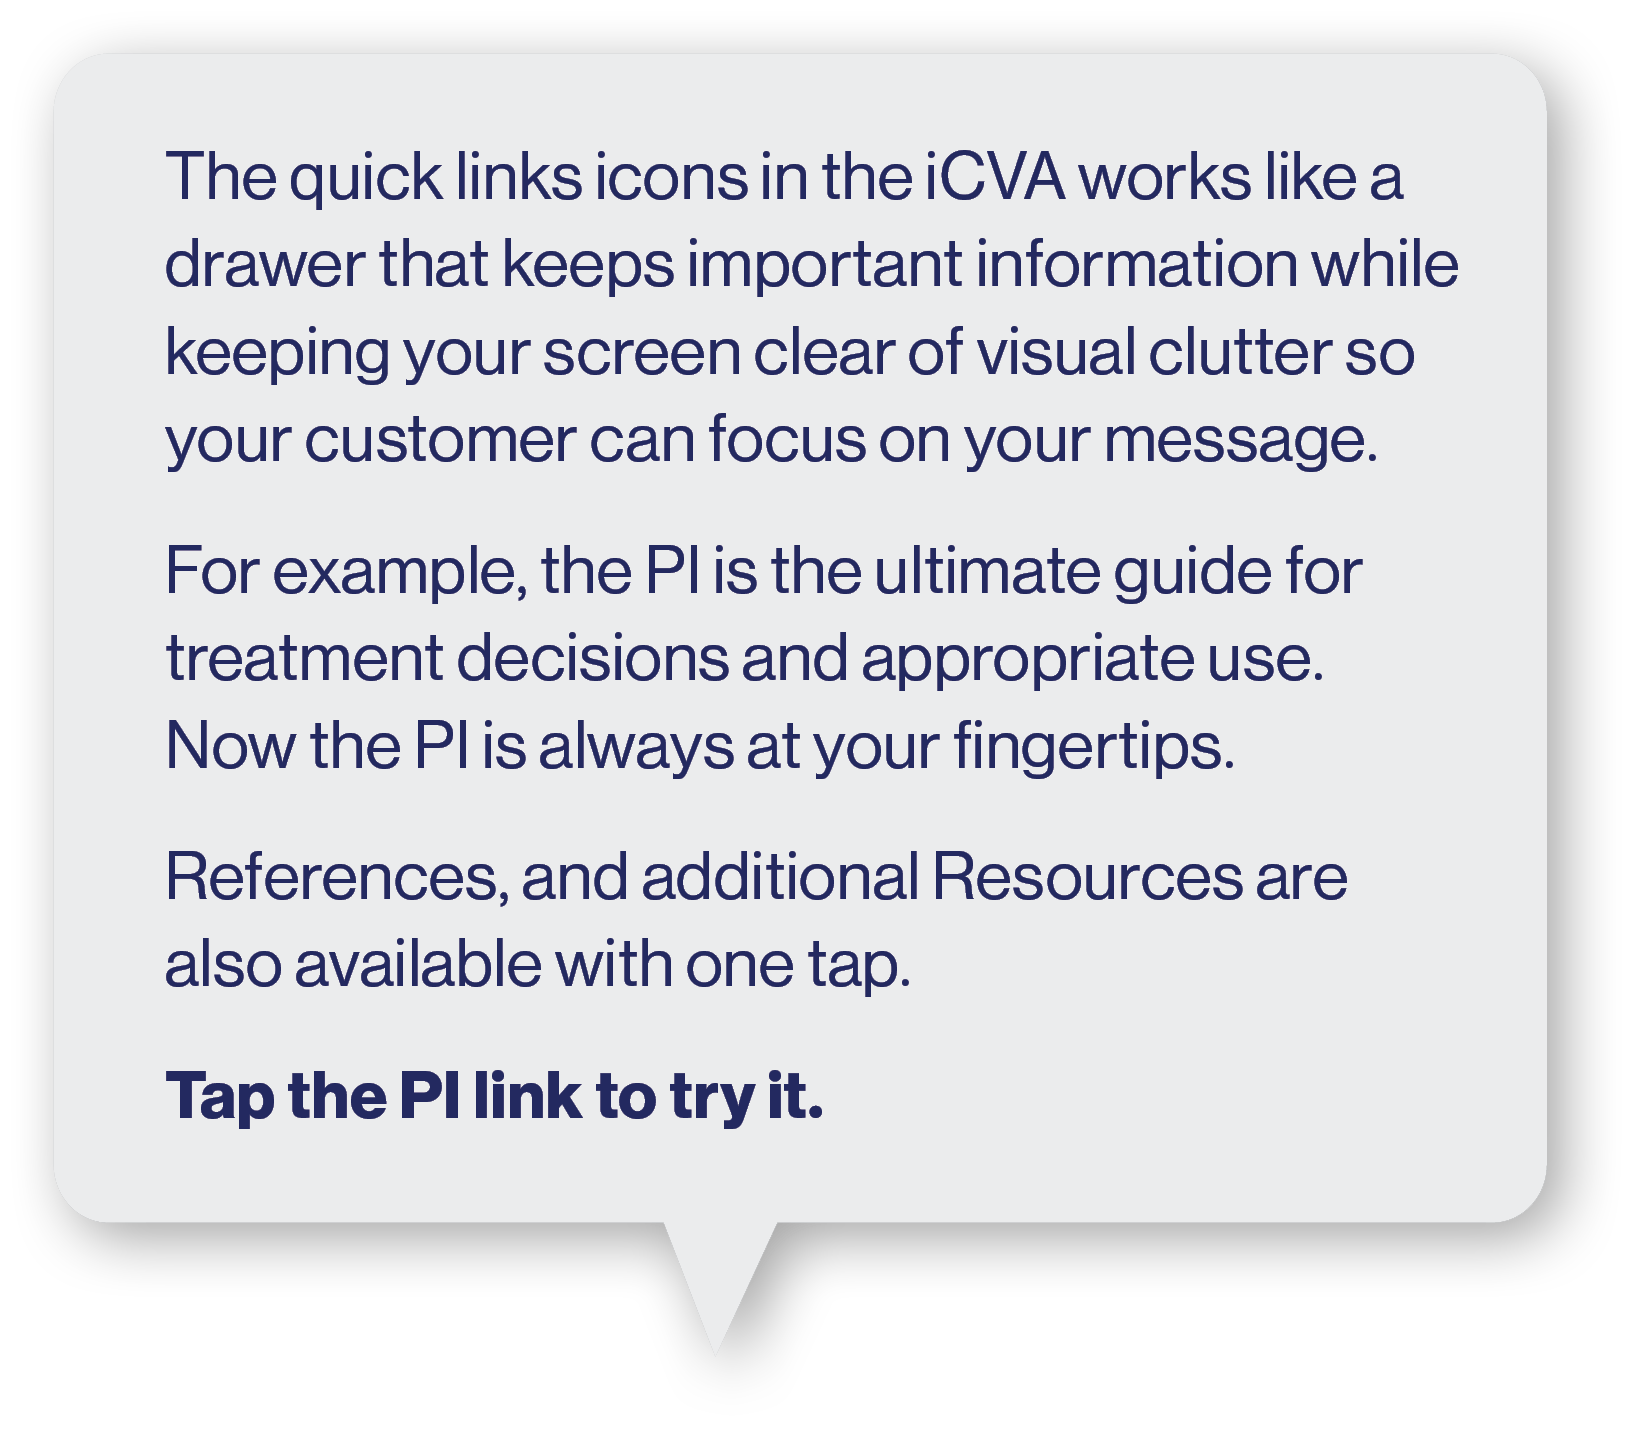 The quick links icons in the iCVA works like a
drawer that keeps important information while
keeping your screen clear of visual clutter so
your customer can focus on your message.
For example, the PI is the ultimate guide for
treatment decisions and appropriate use.
Now the PI is always at your fingertips.
References, and additional Resources are
also available with one tap.
Tap the PI link to try it.